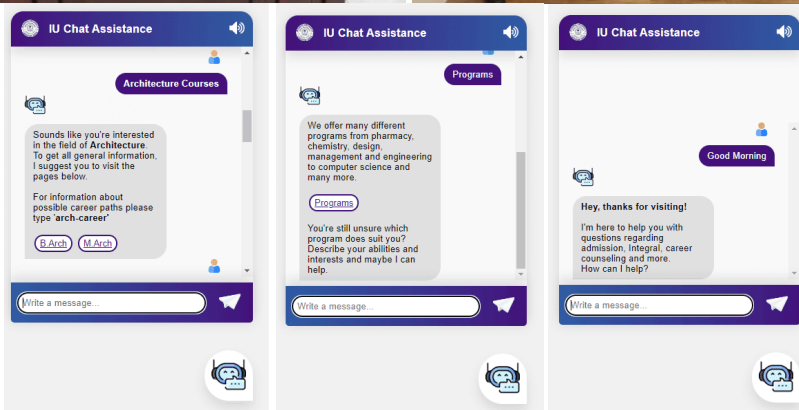 IU Chat Assistance
Architecture Courses
Sounds like you're interested
in the field of Architecture.
To get all general information,
I suggest you to visit the
pages below.
For information about
possible career paths please
type 'arch-career'
B.Arch M.Arch
Write a message...
IU Chat Assistance
Programs
We offer many different
programs from pharmacy,
chemistry, design,
management and engineering
to computer science and
many more.
Programs
You're still unsure which
program does suit you?
Describe your abilities and
interests and maybe I can
help.
Write a message...
IU Chat Assistance
Good Morning
Hey, thanks for visiting!
I'm here to help you with
questions regarding
admission, Integral, career
counseling and more.
How can I help?
Write a message...